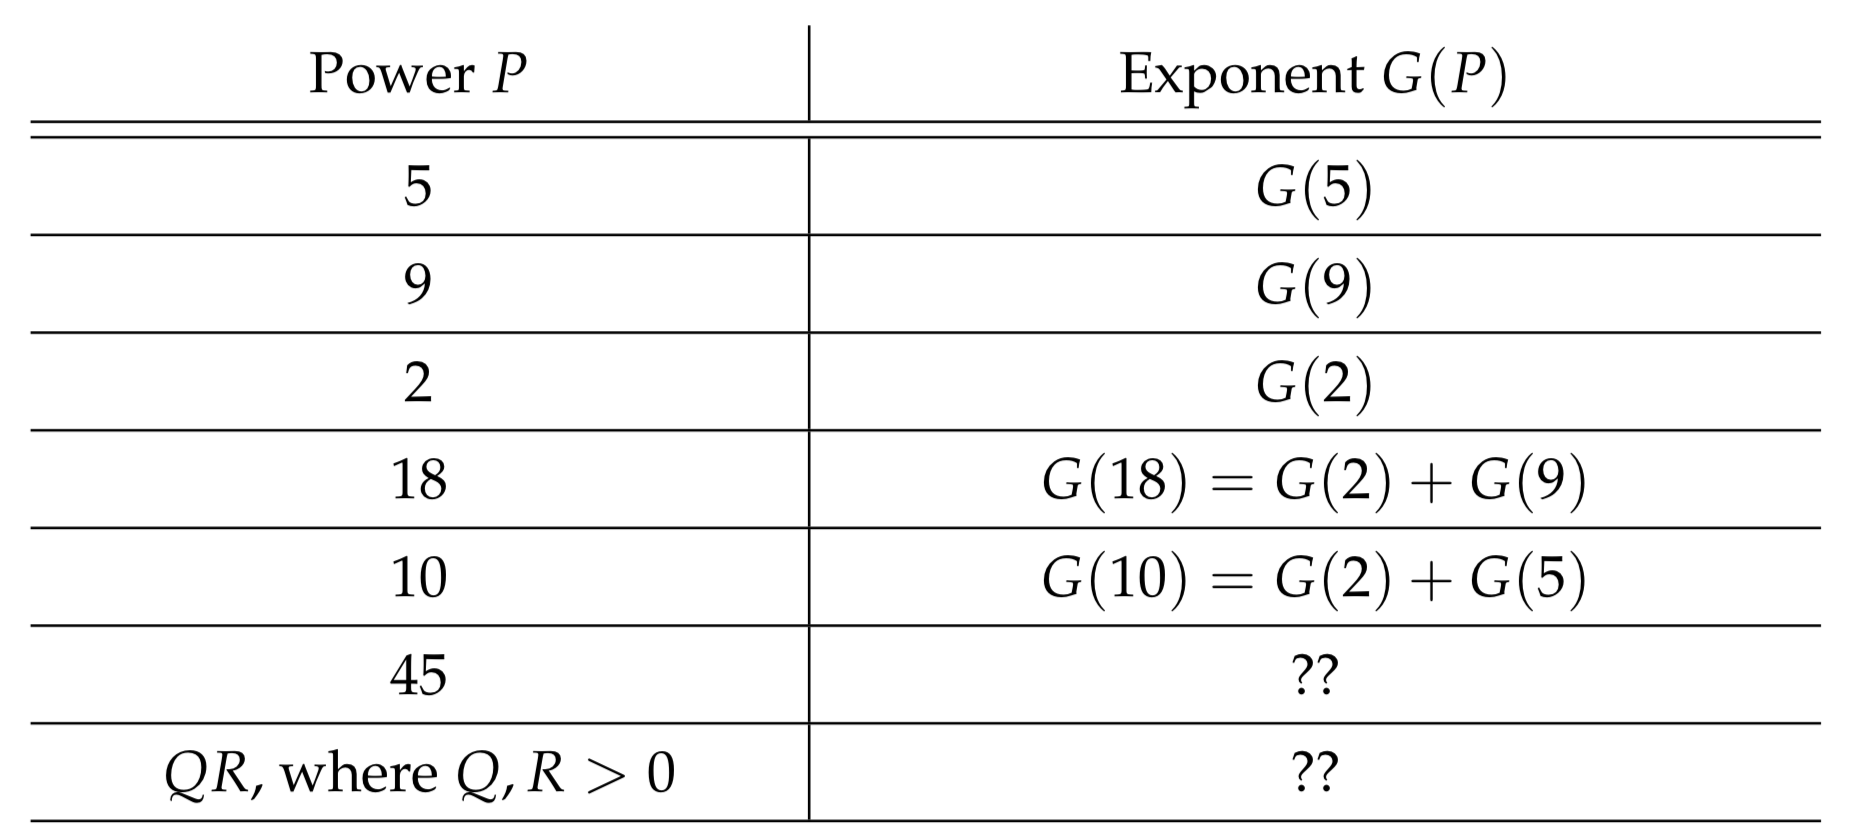 Power P Exponent G(P)
5 G(5)
9 G(9)
2 G(2)
18 G(18) = G(2) + G(9)
10 G(10) = G(2) + G(5)
45 ??
QR, where Q, R > 0 ??